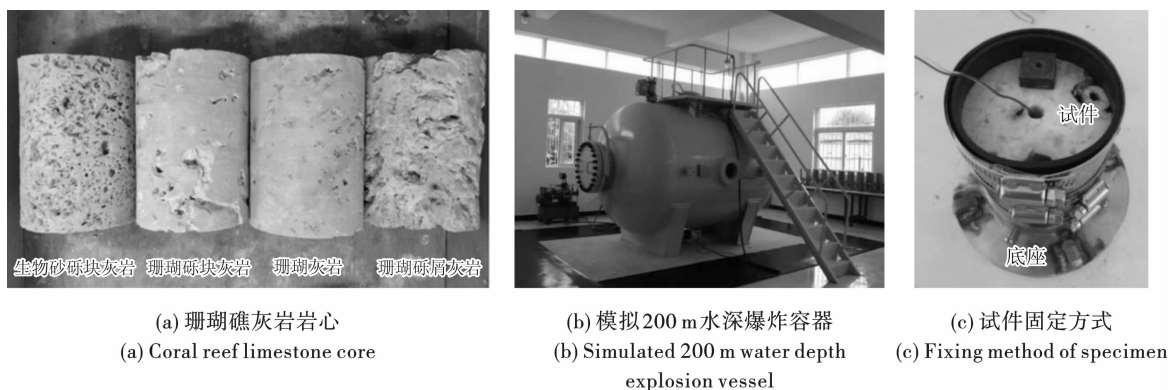 生物砂砾块灰岩
珊瑚砾块灰岩
珊瑚灰岩
珊瑚砾屑灰岩
试件
底座
(a) 珊瑚礁灰岩岩心
(a) Coral reef limestone core
(b) 模拟200 m水深爆炸容器
(b) Simulated 200 m water depth
explosion vessel
(c) 试件固定方式
(c) Fixing method of specimen